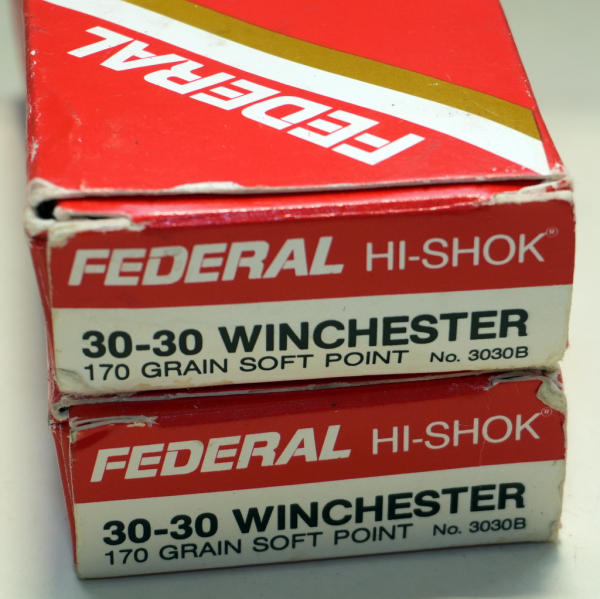 FEDERAL
FEDERAL HI-SHOK®
30-30 WINCHESTER
170 GRAIN SOFT POINT No. 3030B
FEDERAL HI-SHOK®
30-30 WINCHESTER
170 GRAIN SOFT POINT No. 3030B